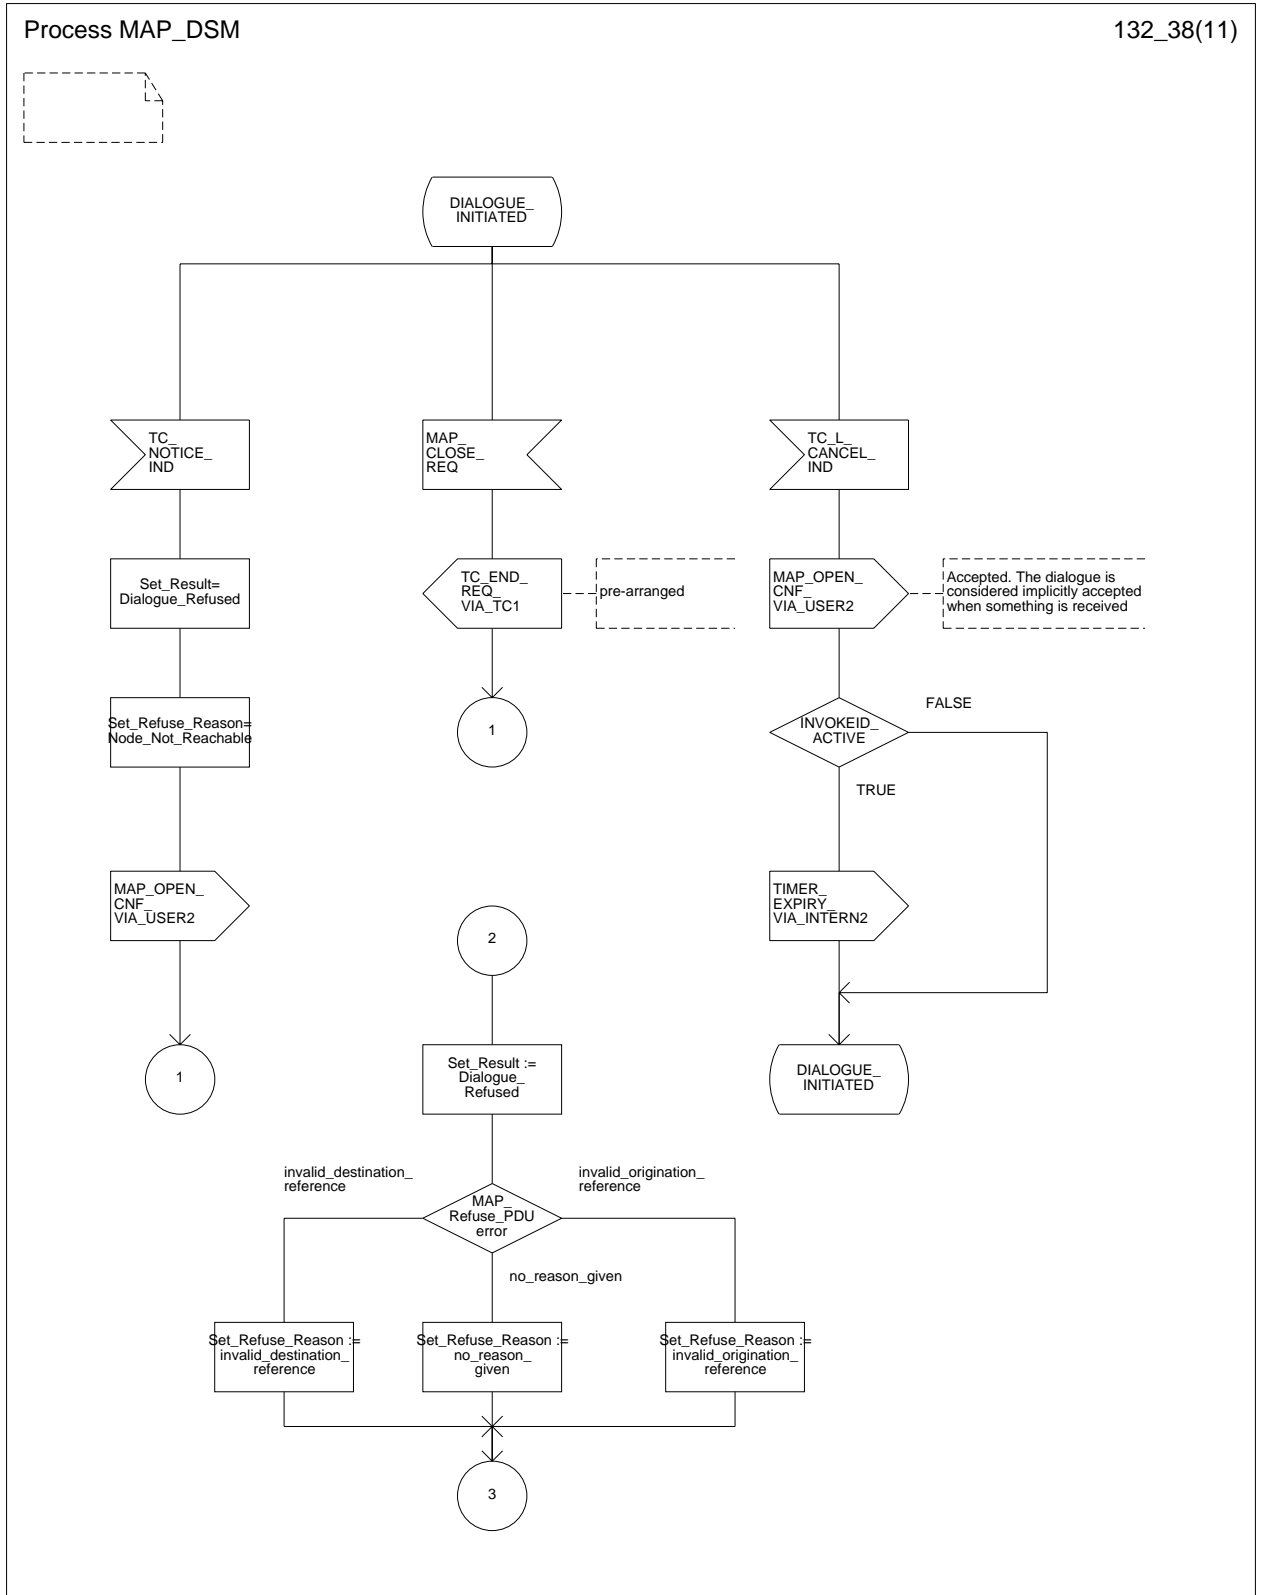 Process MAP_DSM
132_38(11)
DIALOGUE_
INITIATED
TC_
NOTICE_
IND
MAP_
CLOSE_
REQ
TC_L_
CANCEL_
IND
Set_Result=
Dialogue_Refused
TC_END_
REQ_
VIA_TC1
pre-arranged
MAP_OPEN_
CNF_
VIA_USER2
Accepted. The dialogue is
considered implicitly accepted
when something is received
Set_Refuse_Reason=
Node_Not_Reachable
1
INVOKEID_
ACTIVE
FALSE
TRUE
MAP_OPEN_
CNF_
VIA_USER2
TIMER_
EXPIRY_
VIA_INTERN2
2
1
Set_Result :=
Dialogue_
Refused
DIALOGUE_
INITIATED
invalid_destination_
reference
invalid_origination_
reference
MAP_
Refuse_PDU
error
no_reason_given
Set_Refuse_Reason :=
invalid_destination_
reference
Set_Refuse_Reason :=
no_reason_
given
Set_Refuse_Reason :=
invalid_origination_
reference
3